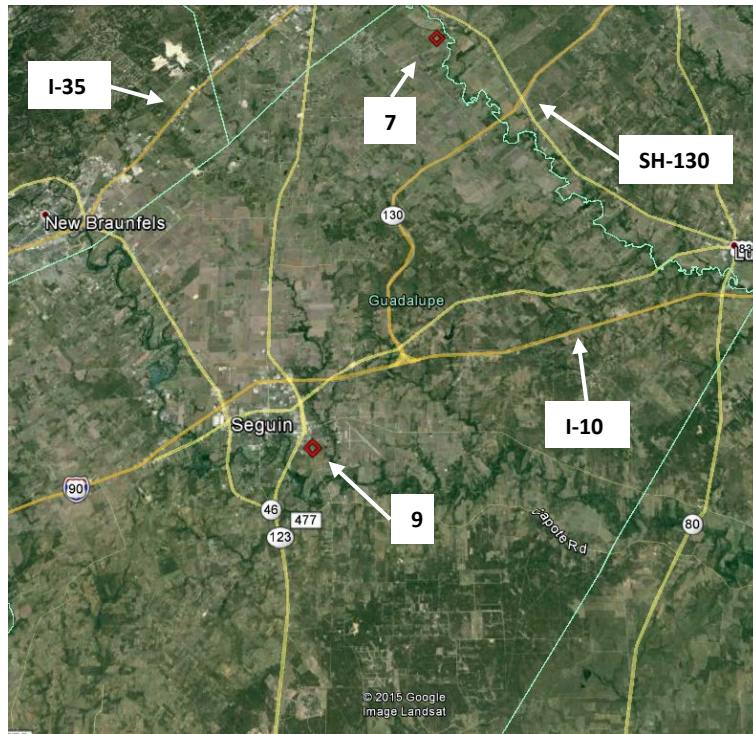 I-35
7
SH-130
130
New Braunfels
Guadalupe
I-10
Seguin
90
9
46
477
123
Zapote Rd
80
© 2015 Google
Image Landsat